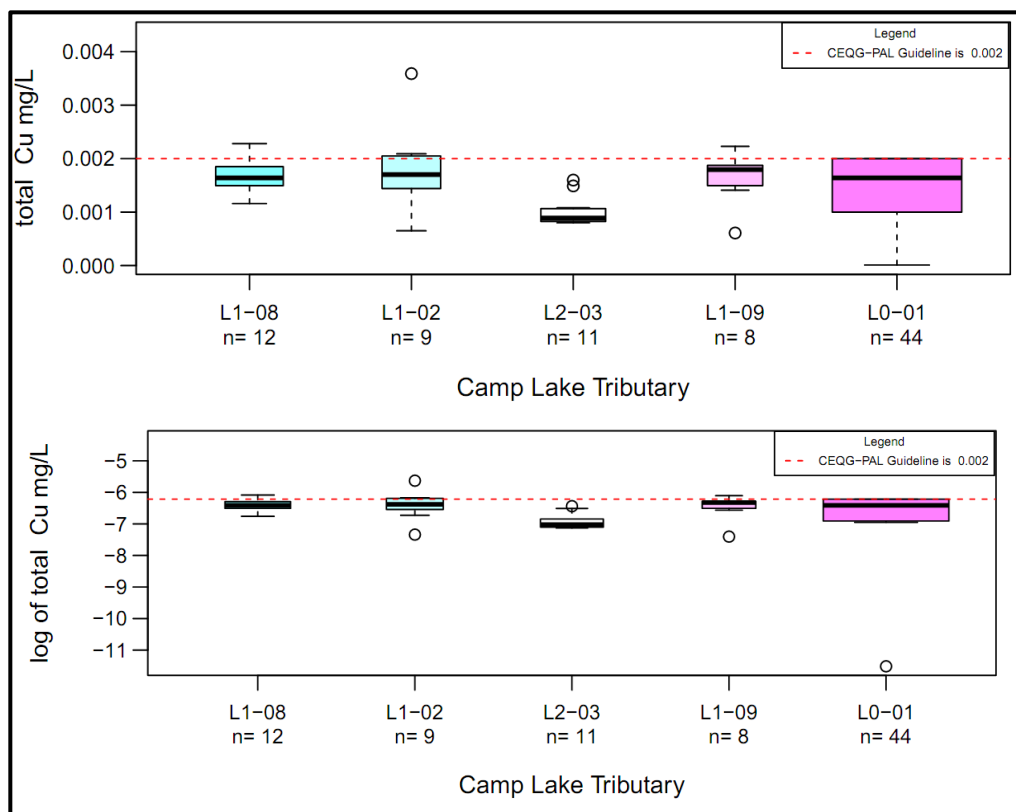 total Cu mg/L
0.004
0.003
0.002
0.001
0.000
Legend
CEQG−PAL Guideline is 0.002
L1−08 L1−02 L2−03 L1−09 L0−01
n= 12 n= 9 n= 11 n= 8 n= 44
Camp Lake Tributary
log of total Cu mg/L
−5
−6
−7
−8
−9
−10
−11
Legend
CEQG−PAL Guideline is 0.002
L1−08 L1−02 L2−03 L1−09 L0−01
n= 12 n= 9 n= 11 n= 8 n= 44
Camp Lake Tributary